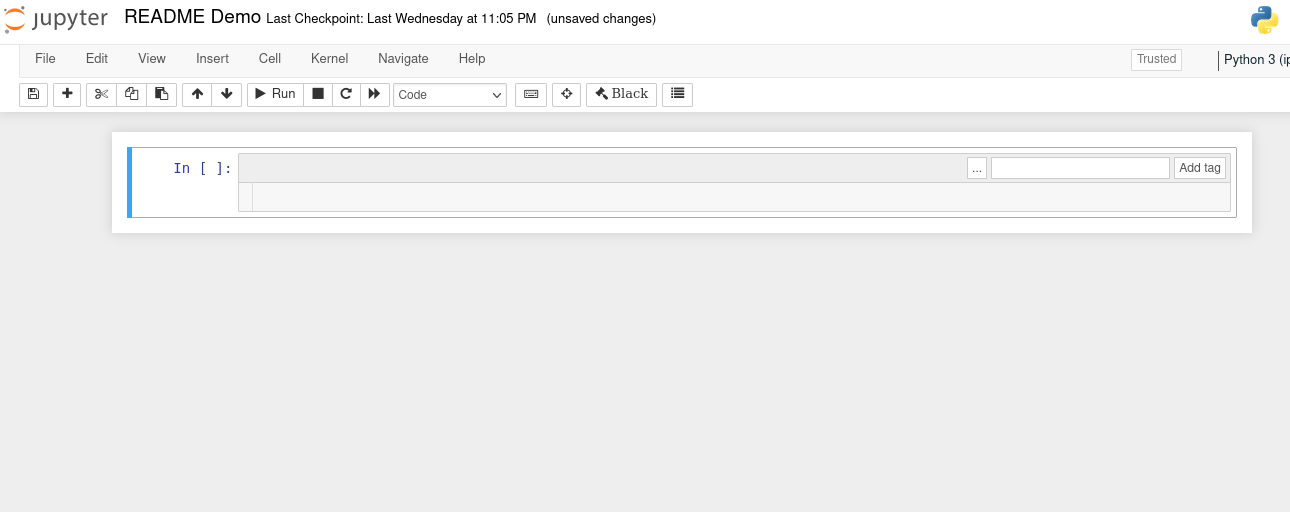 jupyter README Demo Last Checkpoint: Last Wednesday at 11:05 PM (unsaved changes)
File Edit View Insert Cell Kernel Navigate Help Trusted Python 3 (ip
Run Code Black
In [ ]: ... Add tag